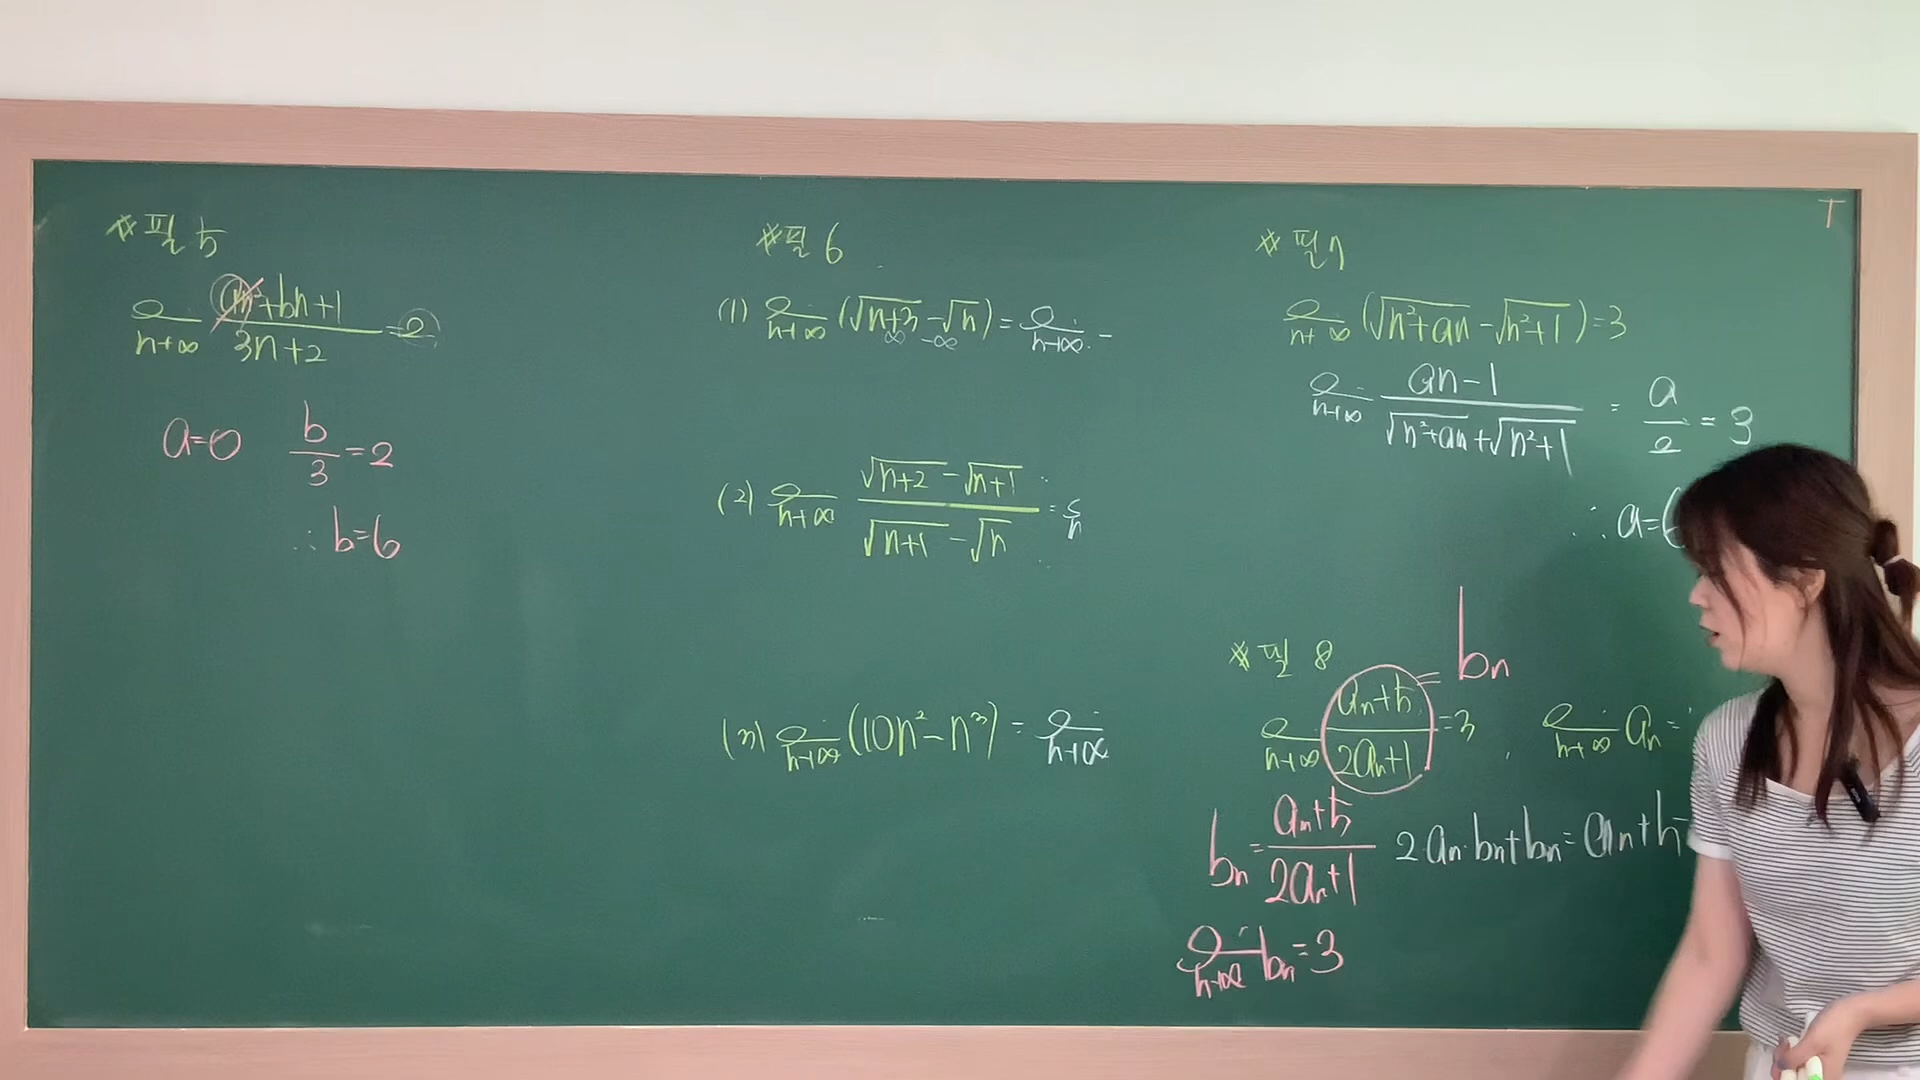 #필 5
lim n→∞ (an²+bn+1)/(3n+2) = 2
a=0 b/3=2
∴ b=6
#필 6
(1) lim n→∞ (√n+3 - √n) = lim n→∞
∞ -∞
(2) lim n→∞ (√n+2 - √n+1)/(√n+1 - √n) =
(3) lim n→∞ (10n² - n³) = lim n→∞
T
#필 7
lim n→∞ (√n²+an - √n²+1) = 3
lim n→∞ (an-1)/(√n²+an + √n²+1) = a/2 = 3
∴ a=
#필 8
= bn
lim n→∞ (an+5)/(2an+1) = 3 , lim n→∞ an =
bn = (an+5)/(2an+1) 2an·bn+bn = an+5
lim n→∞ bn = 3